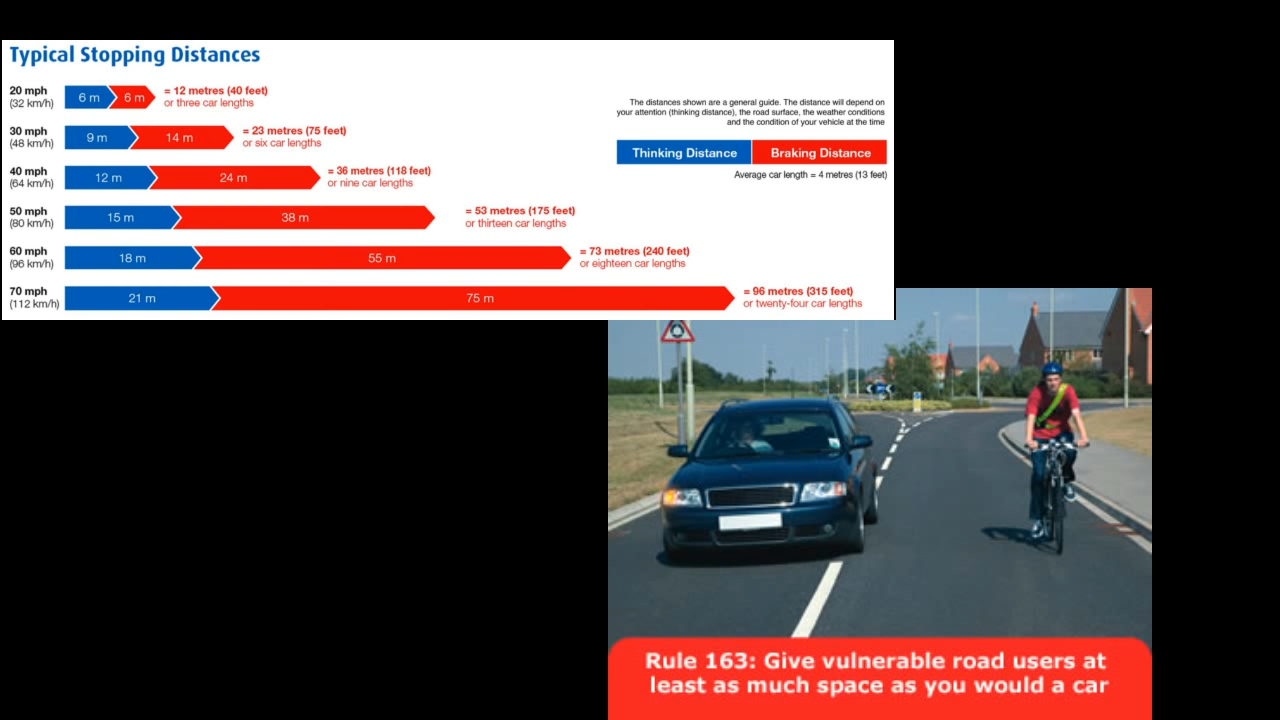 Typical Stopping Distances
20 mph
(32 km/h)
6 m
6 m
= 12 metres (40 feet)
or three car lengths
30 mph
(48 km/h)
9 m
14 m
= 23 metres (75 feet)
or six car lengths
40 mph
(64 km/h)
12 m
24 m
= 36 metres (118 feet)
or nine car lengths
50 mph
(80 km/h)
15 m
38 m
= 53 metres (175 feet)
or thirteen car lengths
60 mph
(96 km/h)
18 m
55 m
= 73 metres (240 feet)
or eighteen car lengths
70 mph
(112 km/h)
21 m
75 m
= 96 metres (315 feet)
or twenty-four car lengths
The distances shown are a general guide. The distance will depend on
your attention (thinking distance), the road surface, the weather conditions
and the condition of your vehicle at the time
Thinking Distance
Braking Distance
Average car length = 4 metres (13 feet)
Rule 163: Give vulnerable road users at
least as much space as you would a car